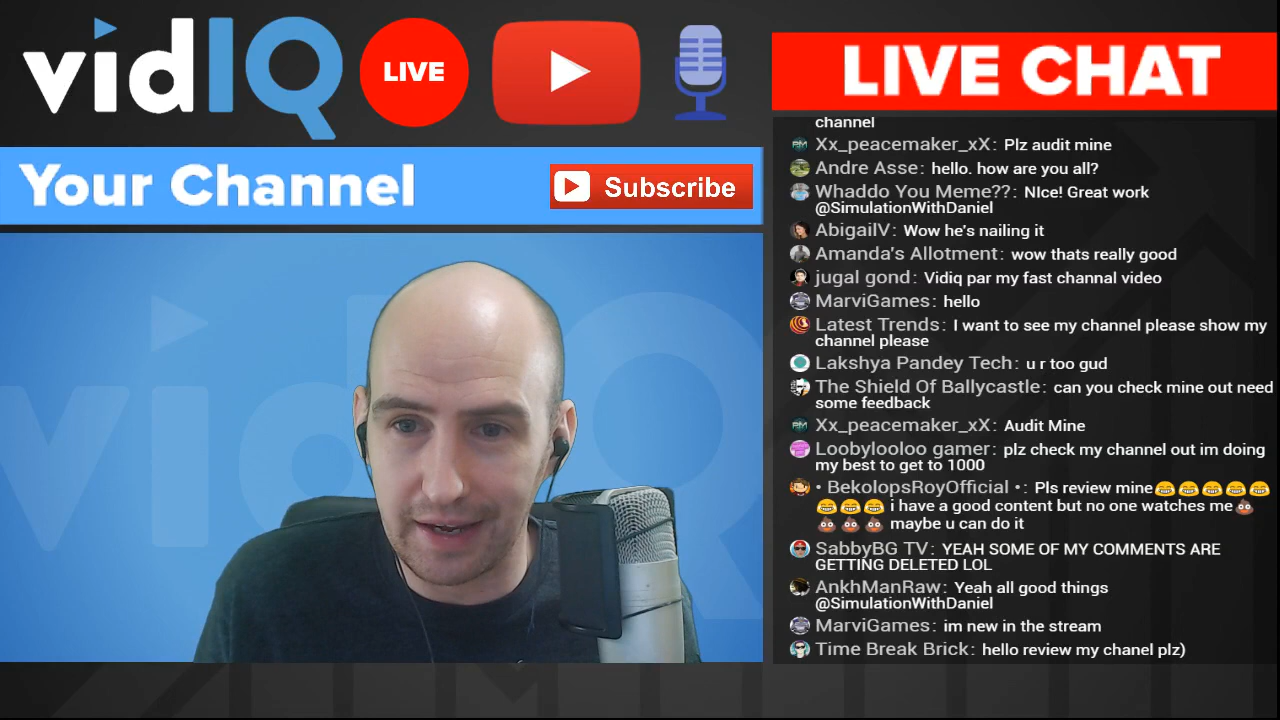 vidIQ
LIVE
LIVE CHAT
Your Channel
Subscribe
channel
Xx_peacemaker_xX: Plz audit mine
Andre Asse: hello. how are you all?
Whaddo You Meme??: NIce! Great work
@SimulationWithDaniel
AbigailV: Wow he's nailing it
Amanda's Allotment: wow thats really good
jugal gond: Vidiq par my fast channal video
MarviGames: hello
Latest Trends: I want to see my channel please show my
channel please
Lakshya Pandey Tech: u r too gud
The Shield Of Ballycastle: can you check mine out need
some feedback
Xx_peacemaker_xX: Audit Mine
Loobylooloo gamer: plz check my channel out im doing
my best to get to 1000
• BekolopsRoyOfficial •: Pls review mine😂😂😂😂😂
😂😂😂 i have a good content but no one watches me💩
💩💩💩 maybe u can do it
SabbyBG TV: YEAH SOME OF MY COMMENTS ARE
GETTING DELETED LOL
AnkhManRaw: Yeah all good things
@SimulationWithDaniel
MarviGames: im new in the stream
Time Break Brick: hello review my chanel plz)
vidIQ